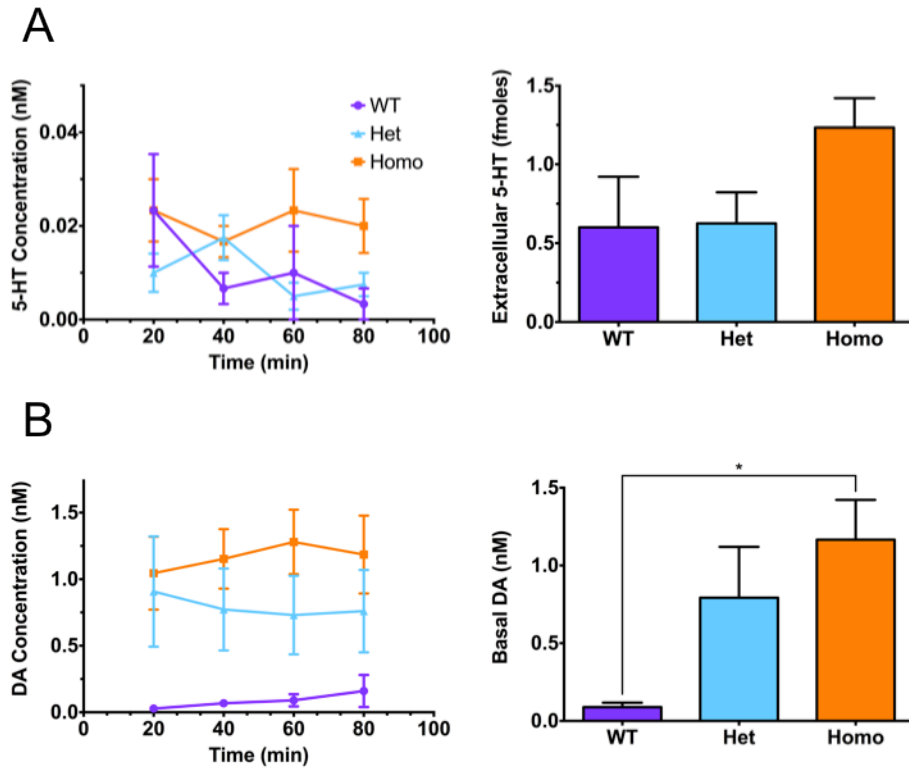 A
5-HT Concentration (nM)
0.04
0.02
0.00
0
20
40
60
80
100
Time (min)
WT
Het
Homo
Extracellular 5-HT (fmoles)
1.5
1.0
0.5
0.0
WT
Het
Homo
B
DA Concentration (nM)
1.5
1.0
0.5
0.0
0
20
40
60
80
100
Time (min)
Basal DA (nM)
1.5
1.0
0.5
0.0
*
WT
Het
Homo